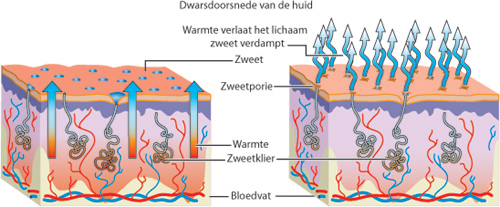 Dwarsdoorsnede van de huid
Warmte verlaat het lichaam
zweet verdampt
Zweet
Zweetporie
Warmte
Zweetklier
Bloedvat